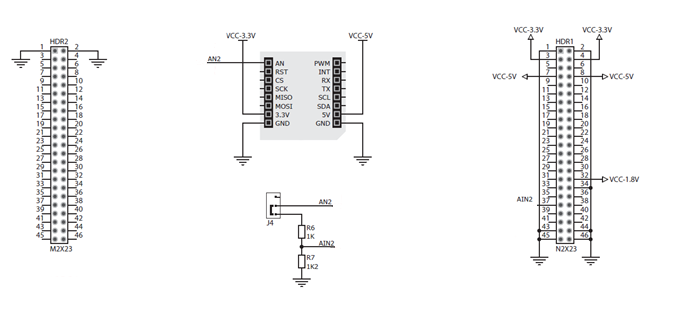 HDR2
1 2
3 4
5 6
7 8
9 10
11 12
13 14
15 16
17 18
19 20
21 22
23 24
25 26
27 28
29 30
31 32
33 34
35 36
37 38
39 40
41 42
43 44
45 46
M2X23
VCC-3.3V VCC-5V
AN2
AN PWM
RST INT
CS RX
SCK TX
MISO SCL
MOSI SDA
3.3V 5V
GND GND
AN2
J4
R6
1K
AIN2
R7
1K2
VCC-3.3V VCC-3.3V
HDR1
1 2
3 4
5 6
VCC-5V 7 8 VCC-5V
9 10
11 12
13 14
15 16
17 18
19 20
21 22
23 24
25 26
27 28
29 30
31 32 VCC-1.8V
33 34
35 36
AIN2 37 38
39 40
41 42
43 44
45 46
N2X23